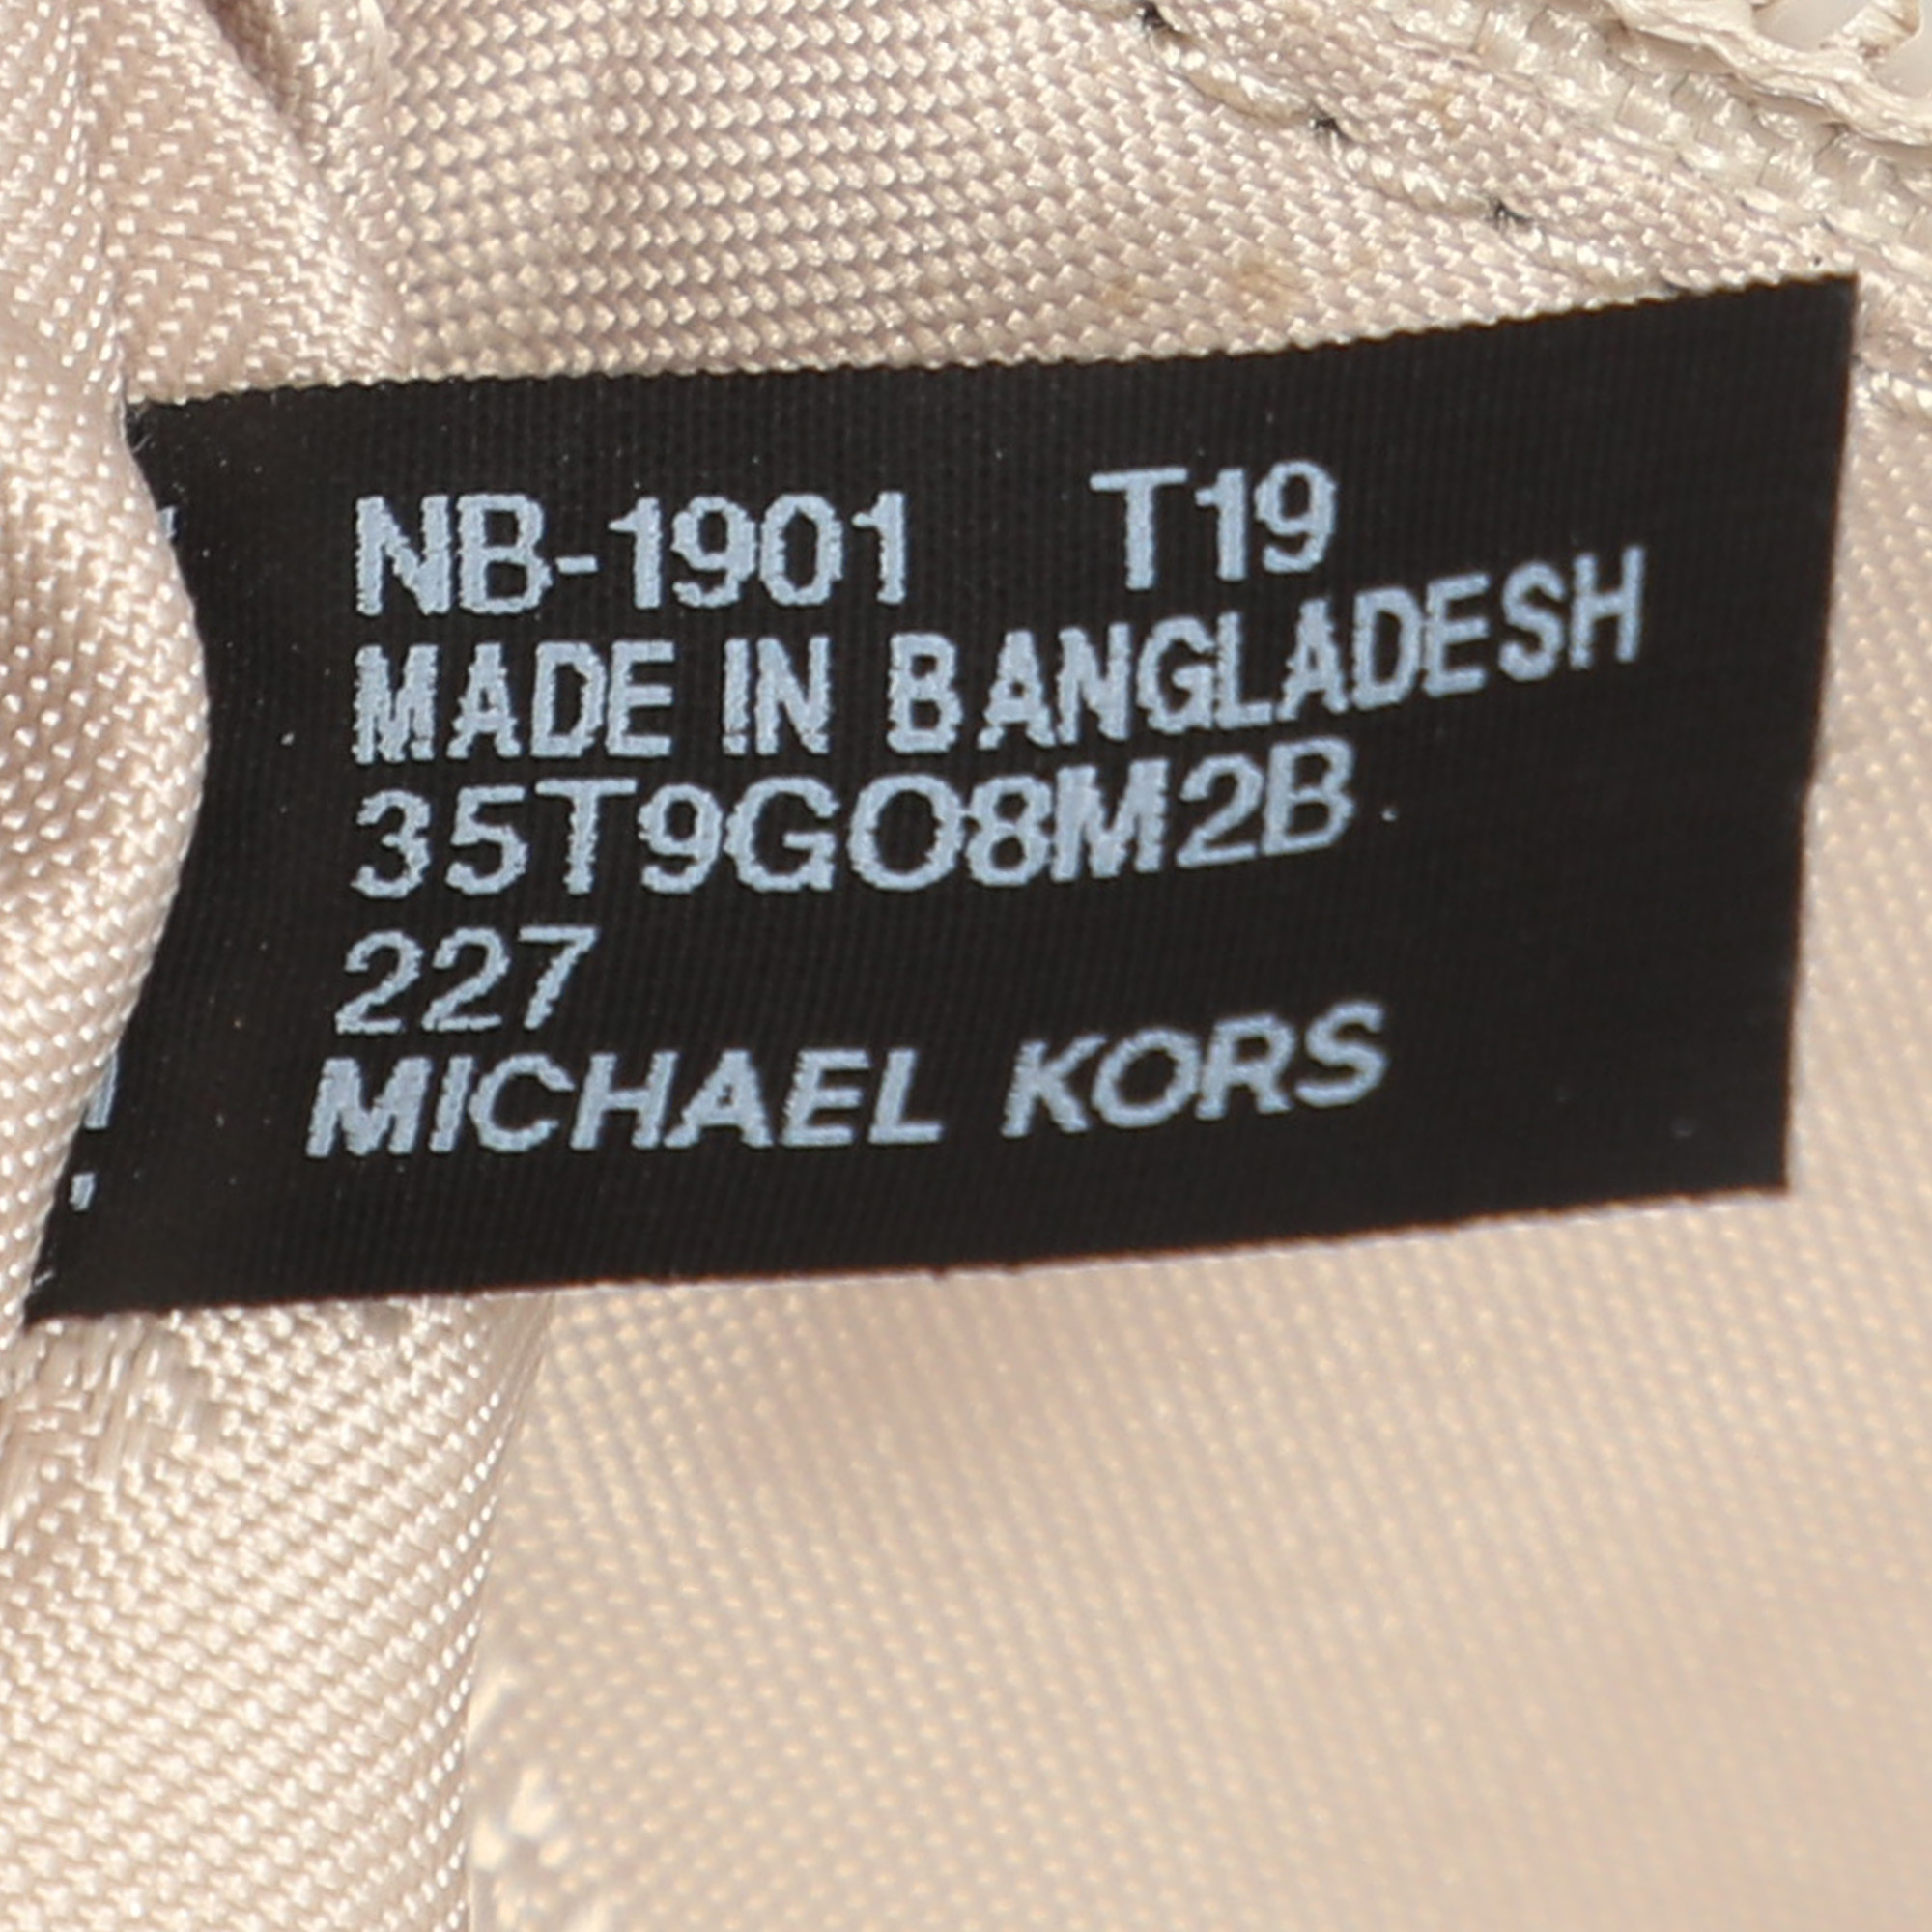 NB-1901 T19
MADE IN BANGLADESH
35T9GO8M2B
227
MICHAEL KORS